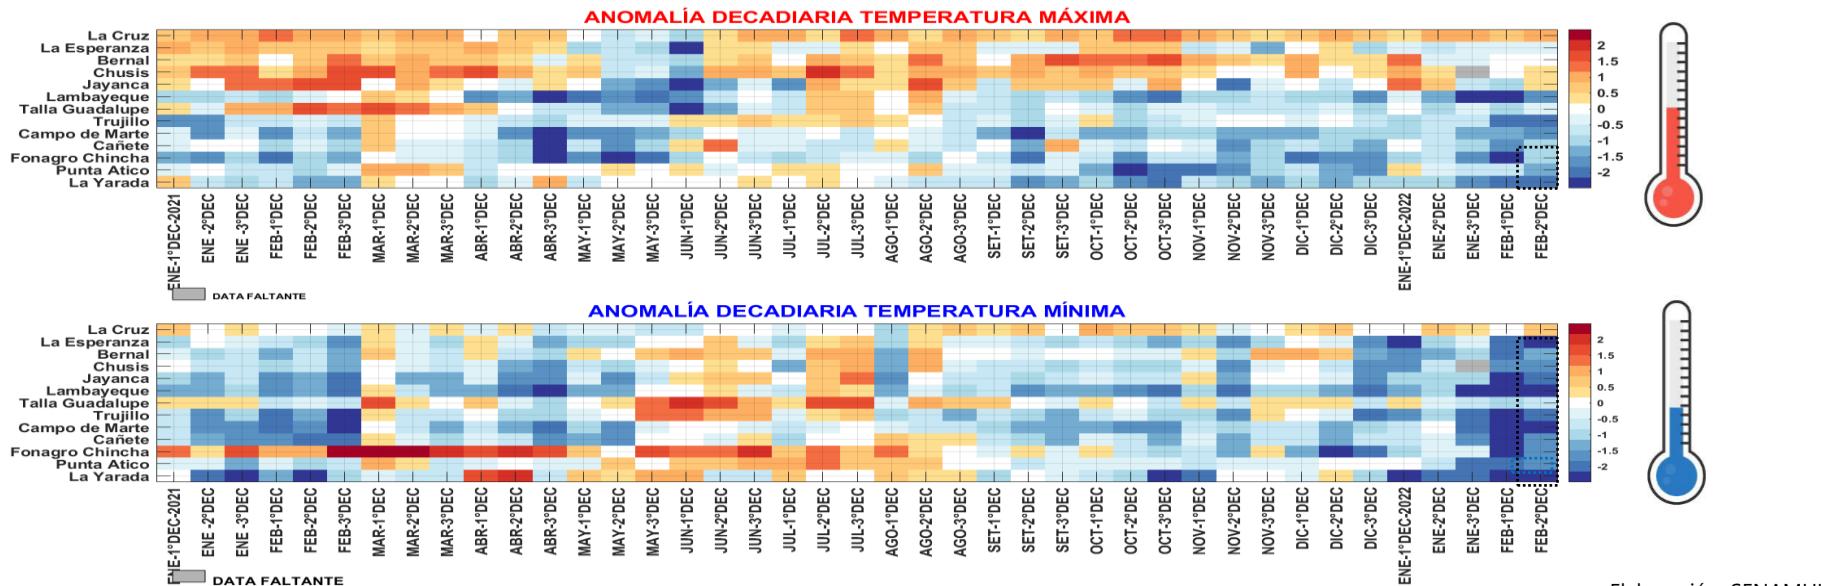 ANOMALÍA DECADIARIA TEMPERATURA MÁXIMA
La Cruz
La Esperanza
Bernal
Chusis
Jayanca
Lambayeque
Talla Guadalupe
Trujillo
Campo de Marte
Cañete
Fonagro Chincha
Punta Atico
La Yarada
2
1.5
1
0.5
0
-0.5
-1
-1.5
-2
ENE-1°DEC-2021
ENE-2°DEC
ENE -3°DEC
FEB-1°DEC
FEB-2°DEC
FEB-3°DEC
MAR-1°DEC
MAR-2°DEC
MAR-3°DEC
ABR-1°DEC
ABR-2°DEC
ABR-3°DEC
MAY-1°DEC
MAY-2°DEC
MAY-3°DEC
JUN-1°DEC
JUN-2°DEC
JUN-3°DEC
JUL-1°DEC
JUL-2°DEC
JUL-3°DEC
AGO-1°DEC
AGO-2°DEC
AGO-3°DEC
SET-1°DEC
SET-2°DEC
SET-3°DEC
OCT-1°DEC
OCT-2°DEC
OCT-3°DEC
NOV-1°DEC
NOV-2°DEC
NOV-3°DEC
DIC-1°DEC
DIC-2°DEC
DIC-3°DEC
ENE-1°DEC-2022
ENE-2°DEC
ENE-3°DEC
FEB-1°DEC
FEB-2°DEC
DATA FALTANTE
ANOMALÍA DECADIARIA TEMPERATURA MÍNIMA
La Cruz
La Esperanza
Bernal
Chusis
Jayanca
Lambayeque
Talla Guadalupe
Trujillo
Campo de Marte
Cañete
Fonagro Chincha
Punta Atico
La Yarada
2
1.5
1
0.5
0
-0.5
-1
-1.5
-2
ENE-1°DEC-2021
ENE-2°DEC
ENE -3°DEC
FEB-1°DEC
FEB-2°DEC
FEB-3°DEC
MAR-1°DEC
MAR-2°DEC
MAR-3°DEC
ABR-1°DEC
ABR-2°DEC
ABR-3°DEC
MAY-1°DEC
MAY-2°DEC
MAY-3°DEC
JUN-1°DEC
JUN-2°DEC
JUN-3°DEC
JUL-1°DEC
JUL-2°DEC
JUL-3°DEC
AGO-1°DEC
AGO-2°DEC
AGO-3°DEC
SET-1°DEC
SET-2°DEC
SET-3°DEC
OCT-1°DEC
OCT-2°DEC
OCT-3°DEC
NOV-1°DEC
NOV-2°DEC
NOV-3°DEC
DIC-1°DEC
DIC-2°DEC
DIC-3°DEC
ENE-1°DEC-2022
ENE-2°DEC
ENE-3°DEC
FEB-1°DEC
FEB-2°DEC
DATA FALTANTE